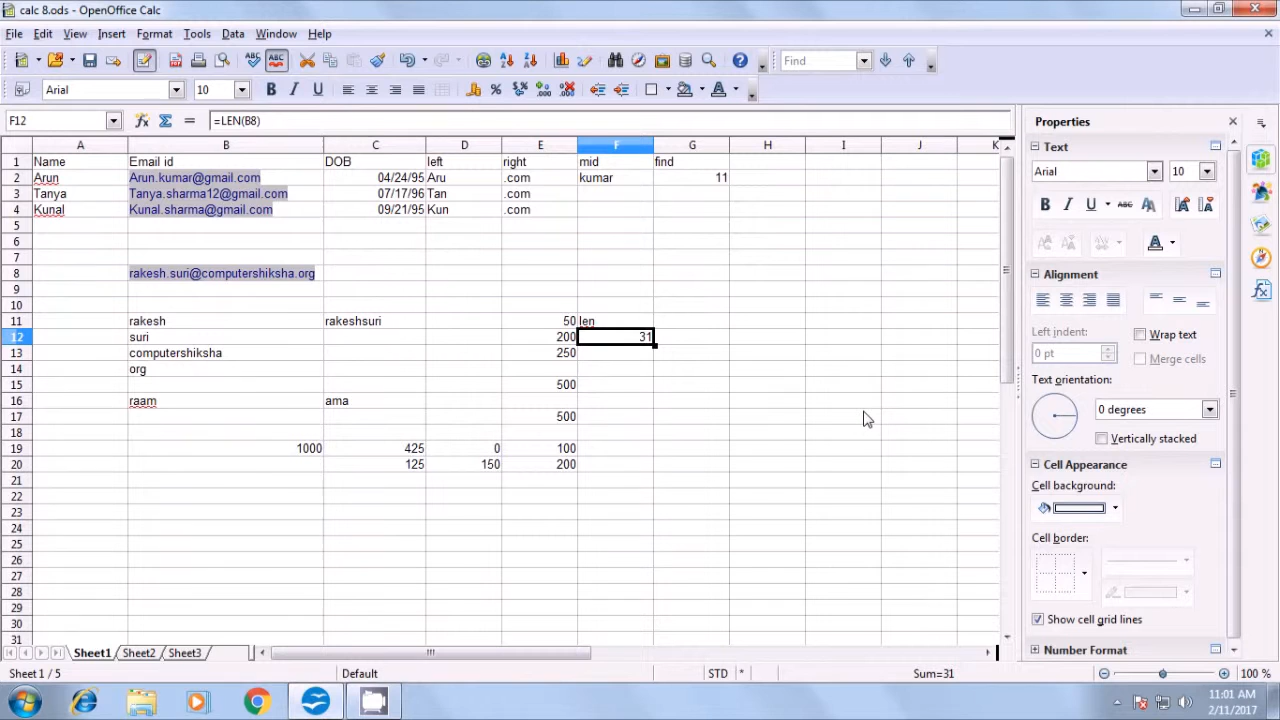 calc 8.ods - OpenOffice Calc
File Edit View Insert Format Tools Data Window Help
Find
Arial 10
F12 =LEN(B8)
A B C D E F G H I J K
1 Name Email id DOB left right mid find
2 Arun Arun.kumar@gmail.com 04/24/95 Aru .com kumar 11
3 Tanya Tanya.sharma12@gmail.com 07/17/96 Tan .com
4 Kunal Kunal.sharma@gmail.com 09/21/95 Kun .com
5
6
7
8 rakesh.suri@computershiksha.org
9
10
11 rakesh rakeshsuri 50 len
12 suri 200 31
13 computershiksha 250
14 org
15 500
16 raam ama
17 500
18
19 1000 425 0 100
20 125 150 200
21
22
23
24
25
26
27
28
29
30
31
Sheet1 Sheet2 Sheet3
Sheet 1 / 5 Default STD * Sum=31 100 %
Properties
Text
Arial 10
Alignment
Left indent: Wrap text
0 pt Merge cells
Text orientation:
0 degrees
Vertically stacked
Cell Appearance
Cell background:
Cell border:
Show cell grid lines
Number Format
11:01 AM
2/11/2017